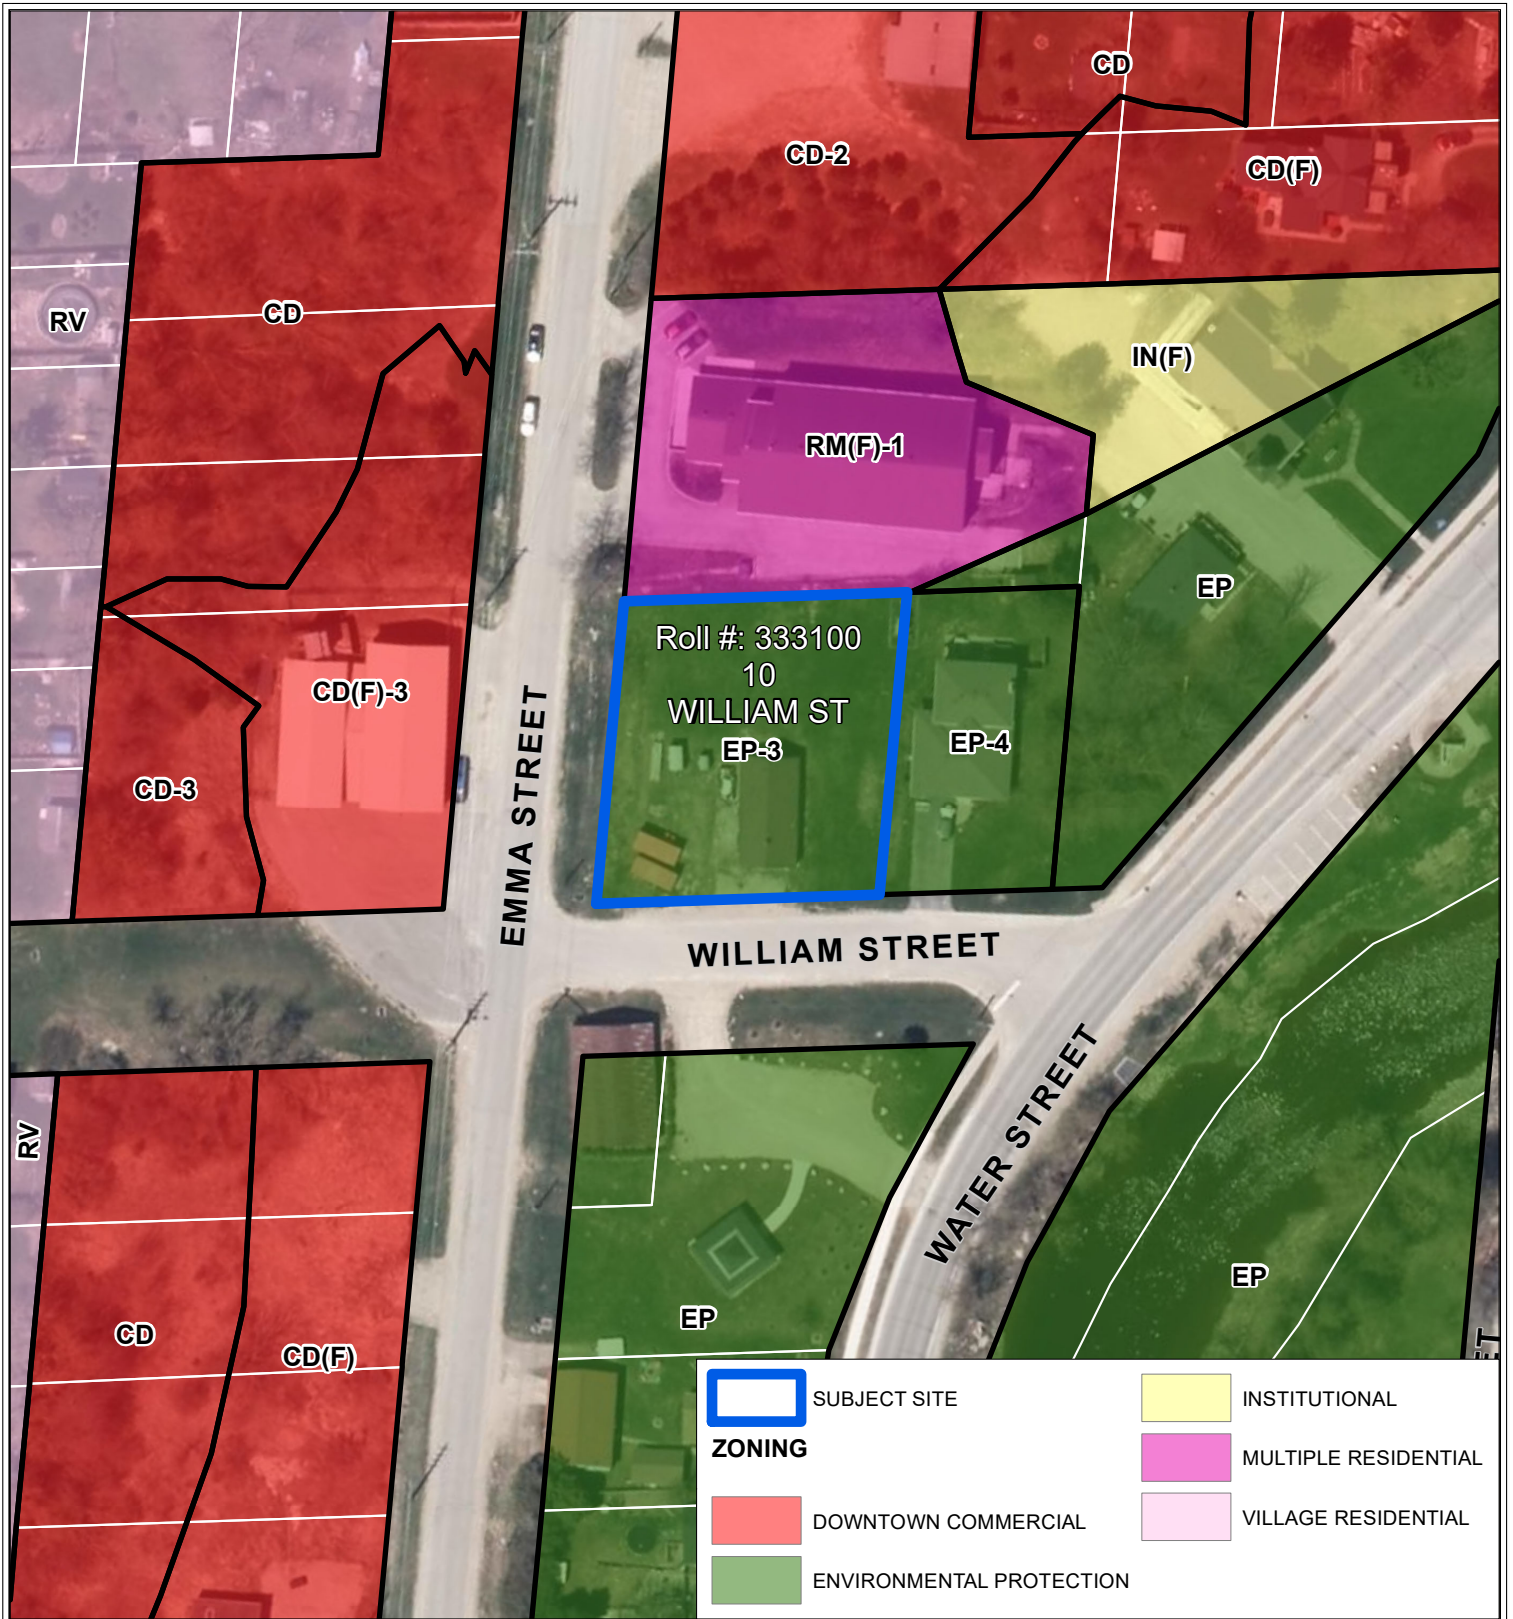 CD
CD-2
CD(F)
RV
CD
IN(F)
RM(F)-1
EP
Roll #: 333100
10
WILLIAM ST
EP-3
EP-4
CD(F)-3
CD-3
EMMA STREET
WILLIAM STREET
WATER STREET
RV
EP
EP
CD
CD(F)
ET
SUBJECT SITE
ZONING
DOWNTOWN COMMERCIAL
ENVIRONMENTAL PROTECTION
INSTITUTIONAL
MULTIPLE RESIDENTIAL
VILLAGE RESIDENTIAL